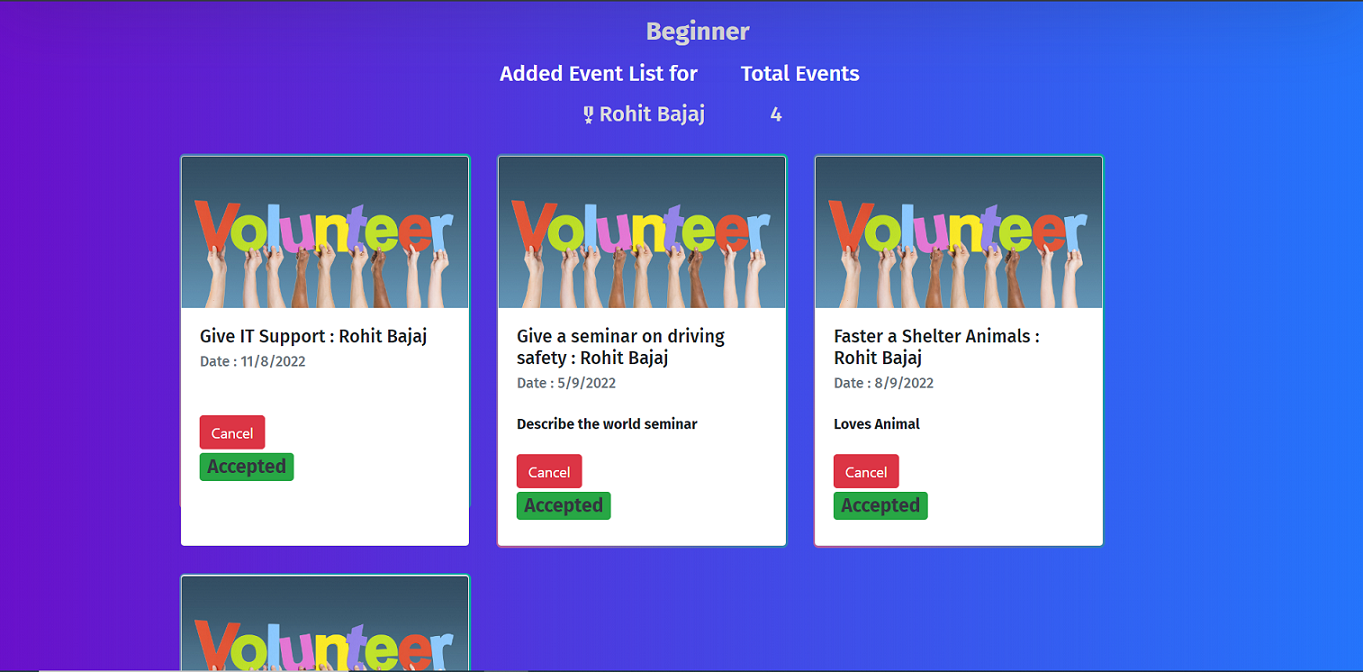 Beginner
Added Event List for Total Events
Rohit Bajaj 4
Volunteer Volunteer Volunteer
Give IT Support : Rohit Bajaj
Date : 11/8/2022
Cancel
Accepted
Give a seminar on driving
safety : Rohit Bajaj
Date : 5/9/2022
Describe the world seminar
Cancel
Accepted
Faster a Shelter Animals :
Rohit Bajaj
Date : 8/9/2022
Loves Animal
Cancel
Accepted
Volunteer